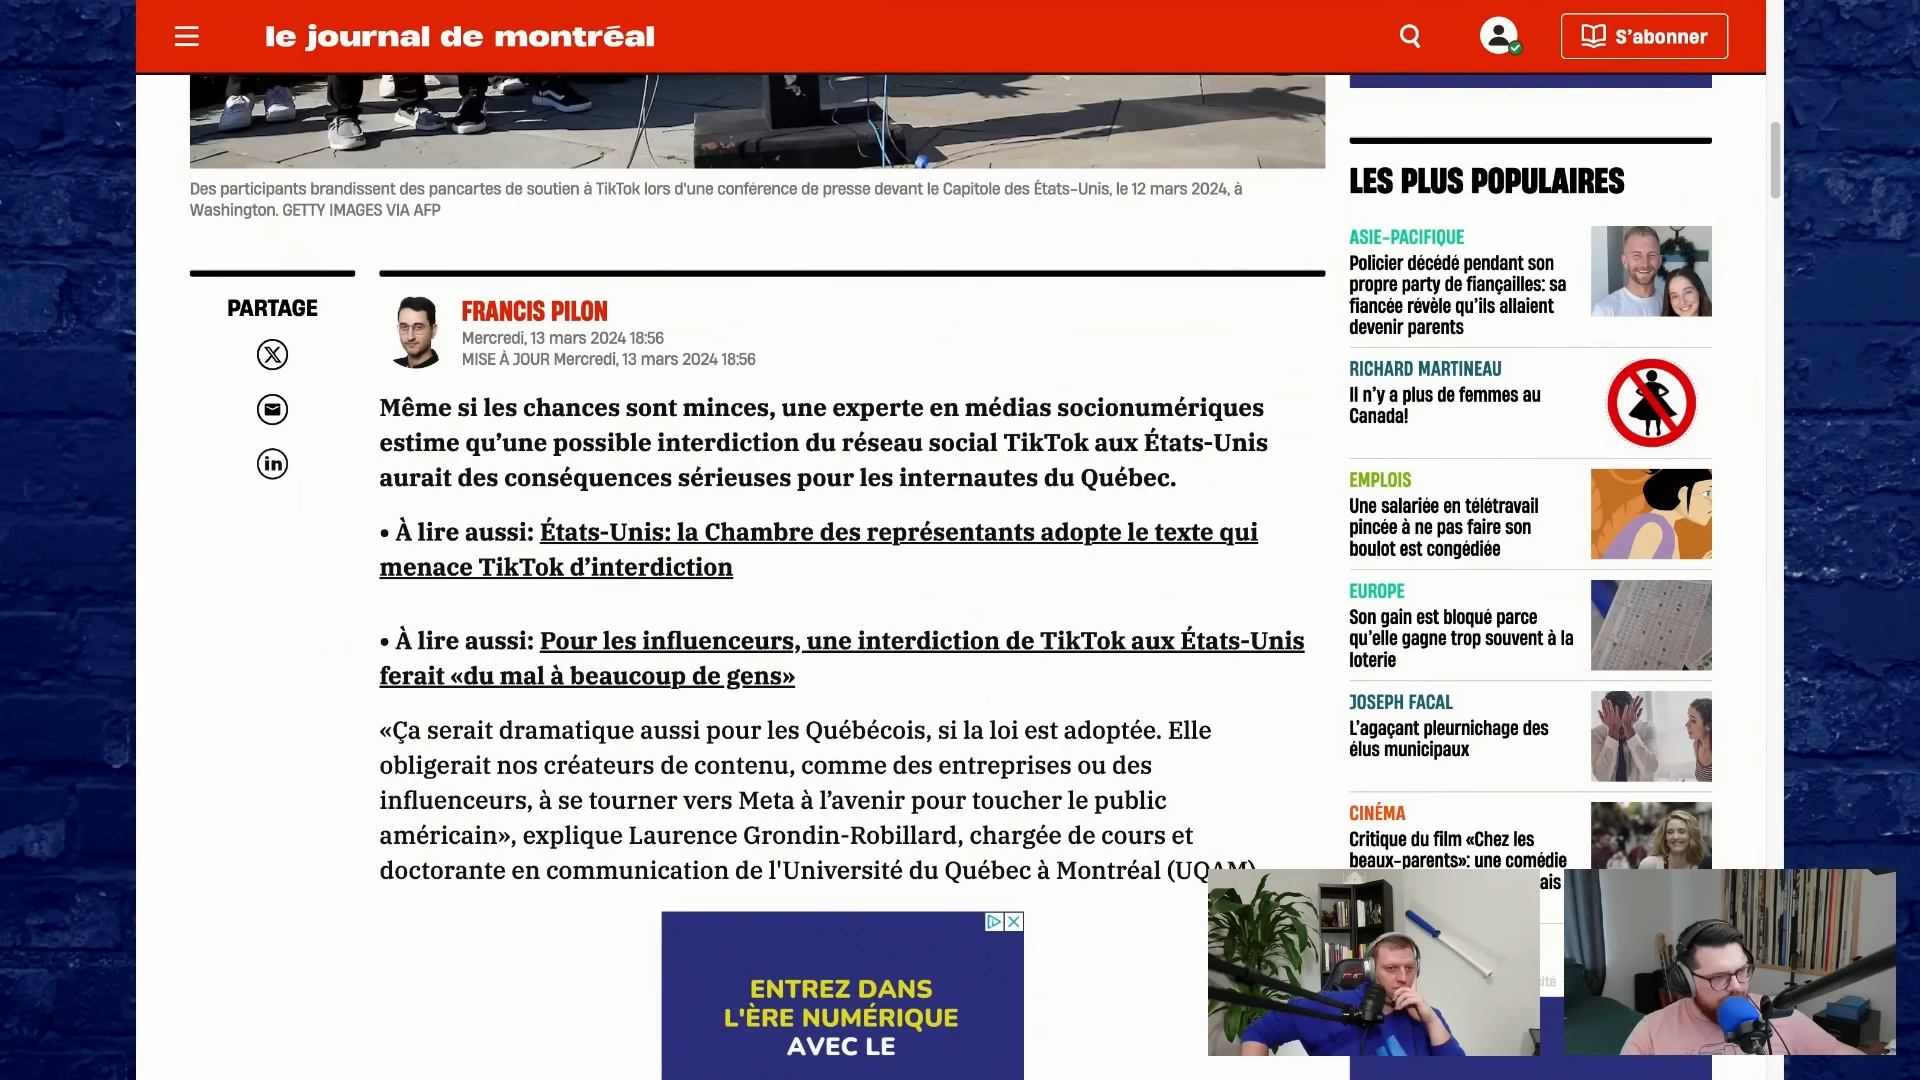 le journal de montréal
S'abonner
Des participants brandissent des pancartes de soutien à TikTok lors d'une conférence de presse devant le Capitole des États-Unis, le 12 mars 2024, à
Washington. GETTY IMAGES VIA AFP
PARTAGE
FRANCIS PILON
Mercredi, 13 mars 2024 18:56
MISE À JOUR Mercredi, 13 mars 2024 18:56
Même si les chances sont minces, une experte en médias socionumériques
estime qu'une possible interdiction du réseau social TikTok aux États-Unis
aurait des conséquences sérieuses pour les internautes du Québec.
• À lire aussi: États-Unis: la Chambre des représentants adopte le texte qui
menace TikTok d'interdiction
• À lire aussi: Pour les influenceurs, une interdiction de TikTok aux États-Unis
ferait «du mal à beaucoup de gens»
«Ça serait dramatique aussi pour les Québécois, si la loi est adoptée. Elle
obligerait nos créateurs de contenu, comme des entreprises ou des
influenceurs, à se tourner vers Meta à l'avenir pour toucher le public
américain», explique Laurence Grondin-Robillard, chargée de cours et
doctorante en communication de l'Université du Québec à Montréal (UQAM)
ENTREZ DANS
L'ÈRE NUMÉRIQUE
AVEC LE
LES PLUS POPULAIRES
ASIE-PACIFIQUE
Policier décédé pendant son
propre party de fiançailles: sa
fiancée révèle qu'ils allaient
devenir parents
RICHARD MARTINEAU
Il n'y a plus de femmes au
Canada!
EMPLOIS
Une salariée en télétravail
pincée à ne pas faire son
boulot est congédiée
EUROPE
Son gain est bloqué parce
qu'elle gagne trop souvent à la
loterie
JOSEPH FACAL
L'agaçant pleurnichage des
élus municipaux
CINÉMA
Critique du film «Chez les
beaux-parents»: une comédie
ais